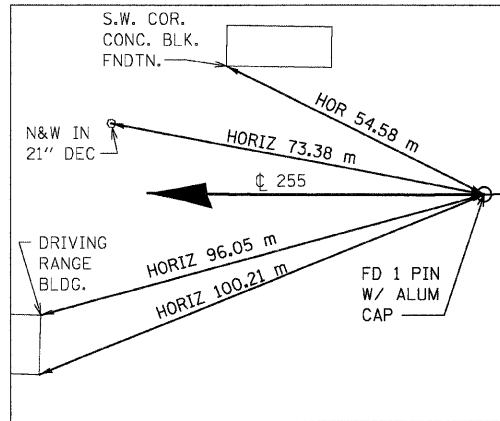 S.W. COR.
CONC. BLK.
FNDTN.
HOR 54.58 m
N&W IN
21" DEC
HORIZ 73.38 m
℄ 255
DRIVING
RANGE
BLDG.
HORIZ 96.05 m
HORIZ 100.21 m
FD 1 PIN
W/ ALUM
CAP